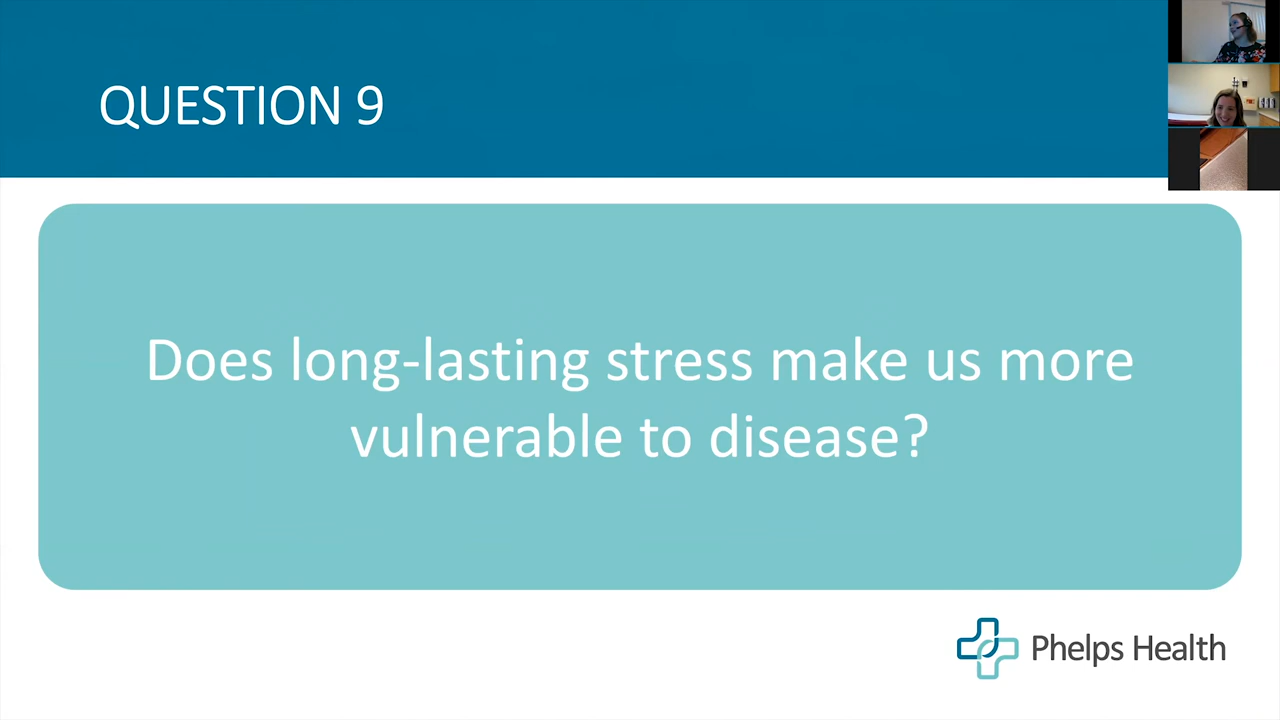 QUESTION 9
Does long-lasting stress make us more
vulnerable to disease?
Phelps Health